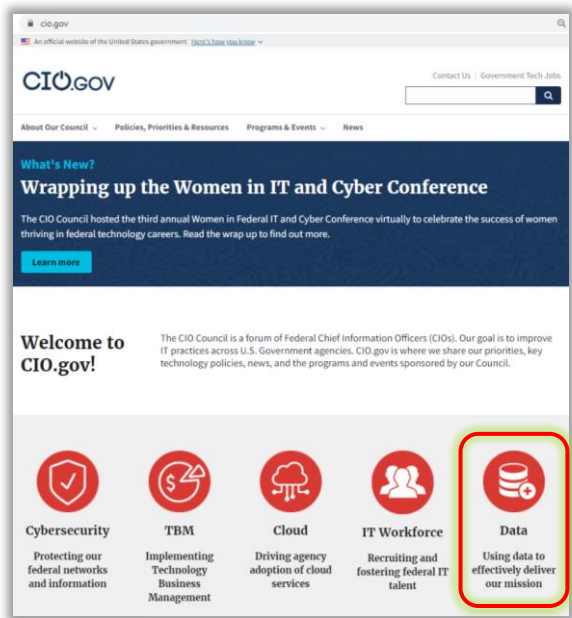 cio.gov
An official website of the United States government Here's how you know
CIO.GOV
Contact Us | Government Tech Jobs
About Our Council Policies, Priorities & Resources Programs & Events News
What's New?
Wrapping up the Women in IT and Cyber Conference
The CIO Council hosted the third annual Women in Federal IT and Cyber Conference virtually to celebrate the success of women
thriving in federal technology careers. Read the wrap up to find out more.
Learn more
Welcome to
CIO.gov!
The CIO Council is a forum of Federal Chief Information Officers (CIOs). Our goal is to improve
IT practices across U.S. Government agencies. CIO.gov is where we share our priorities, key
technology policies, news, and the programs and events sponsored by our Council.
Cybersecurity
Protecting our
federal networks
and information
$
TBM
Implementing
Technology
Business
Management
Cloud
Driving agency
adoption of cloud
services
IT Workforce
Recruiting and
fostering federal IT
talent
Data
Using data to
effectively deliver
our mission